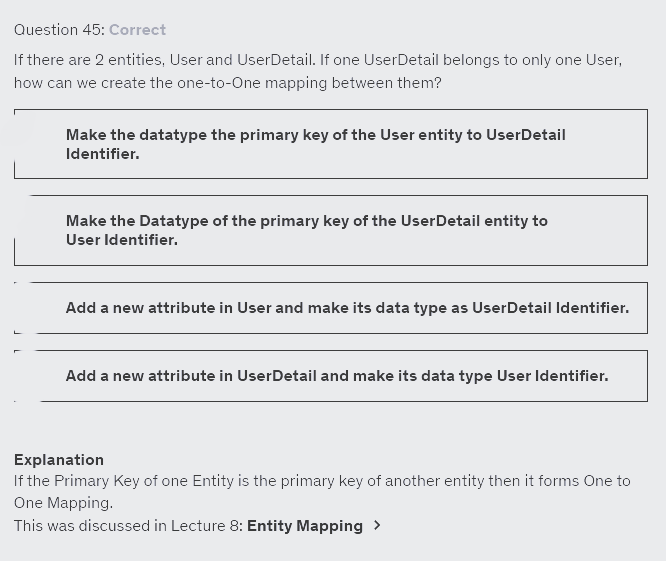 Question 45: Correct
If there are 2 entities, User and UserDetail. If one UserDetail belongs to only one User,
how can we create the one-to-One mapping between them?
Make the datatype the primary key of the User entity to UserDetail
Identifier.
Make the Datatype of the primary key of the UserDetail entity to
User Identifier.
Add a new attribute in User and make its data type as UserDetail Identifier.
Add a new attribute in UserDetail and make its data type User Identifier.
Explanation
If the Primary Key of one Entity is the primary key of another entity then it forms One to
One Mapping.
This was discussed in Lecture 8: Entity Mapping >